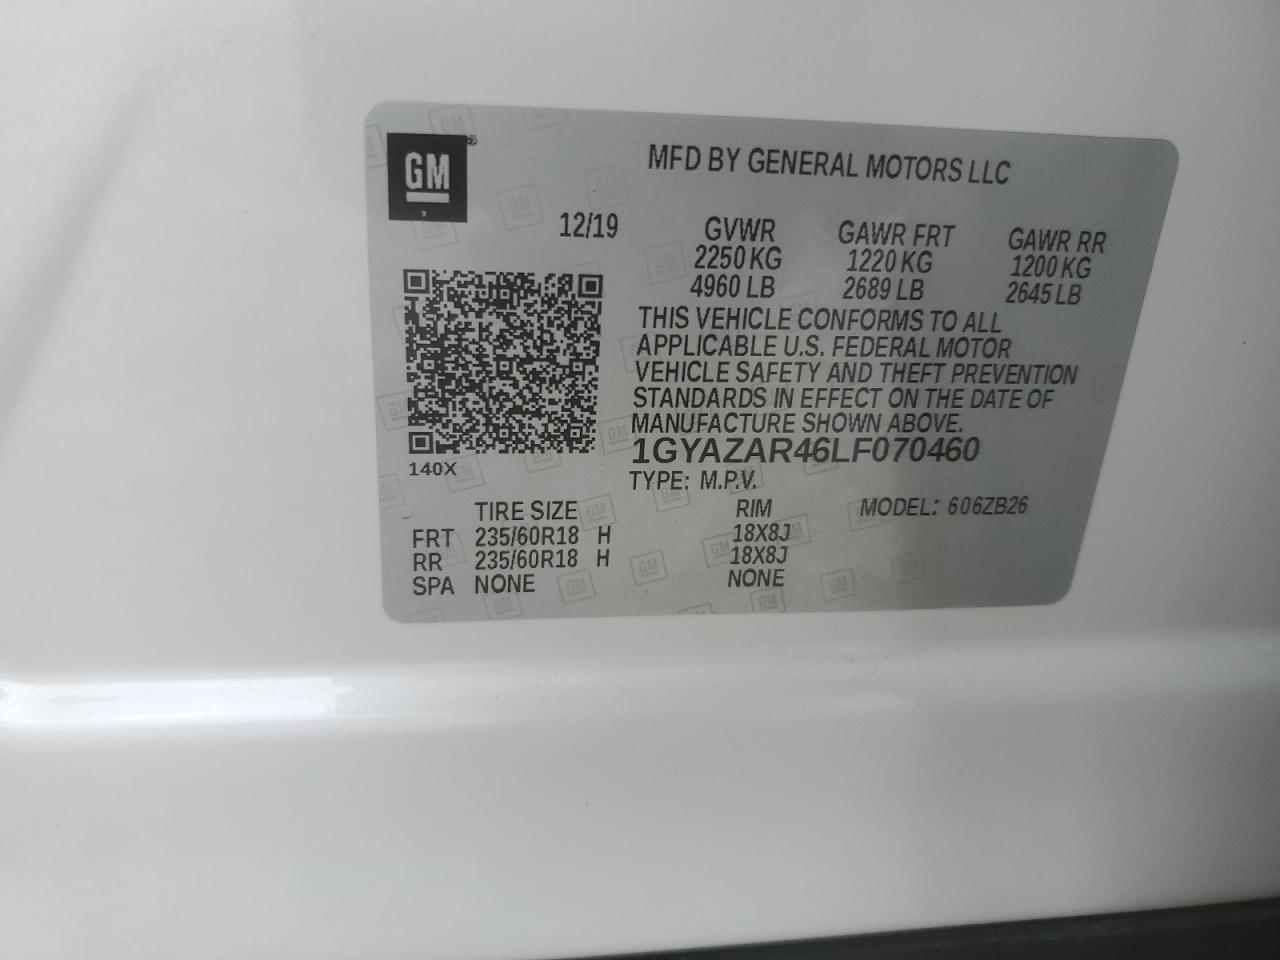 GM
MFD BY GENERAL MOTORS LLC
12/19
GVWR GAWR FRT GAWR RR
2250 KG 1220 KG 1200 KG
4960 LB 2689 LB 2645 LB
THIS VEHICLE CONFORMS TO ALL
APPLICABLE U.S. FEDERAL MOTOR
VEHICLE SAFETY AND THEFT PREVENTION
STANDARDS IN EFFECT ON THE DATE OF
MANUFACTURE SHOWN ABOVE.
1GYAZAR46LF070460
140X
TYPE: M.P.V.
TIRE SIZE RIM MODEL: 606ZB26
FRT 235/60R18 H 18X8J
RR 235/60R18 H 18X8J
SPA NONE NONE